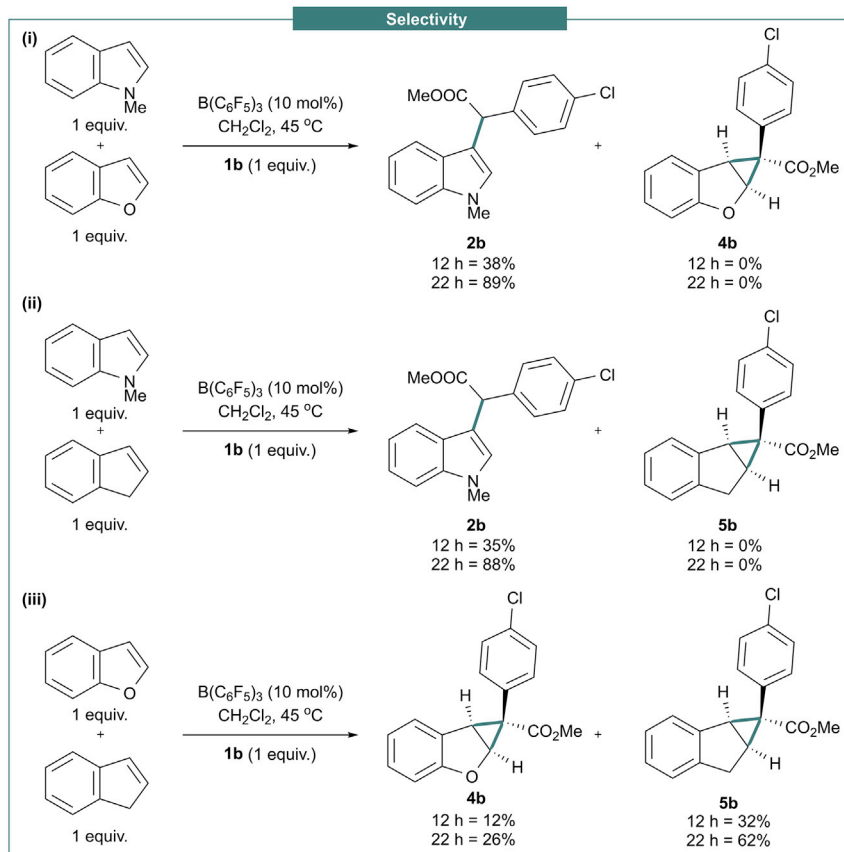 Selectivity
(i)
N
Me
1 equiv.
+
O
1 equiv.
B(C6F5)3 (10 mol%)
CH2Cl2, 45 °C
1b (1 equiv.)
MeOOC
Cl
N
Me
2b
12 h = 38%
22 h = 89%
+
Cl
H
CO2Me
O
H
4b
12 h = 0%
22 h = 0%
(ii)
N
Me
1 equiv.
+
1 equiv.
B(C6F5)3 (10 mol%)
CH2Cl2, 45 °C
1b (1 equiv.)
MeOOC
Cl
N
Me
2b
12 h = 35%
22 h = 88%
+
Cl
H
CO2Me
H
5b
12 h = 0%
22 h = 0%
(iii)
O
1 equiv.
+
1 equiv.
B(C6F5)3 (10 mol%)
CH2Cl2, 45 °C
1b (1 equiv.)
Cl
H
CO2Me
O
H
4b
12 h = 12%
22 h = 26%
+
Cl
H
CO2Me
H
5b
12 h = 32%
22 h = 62%